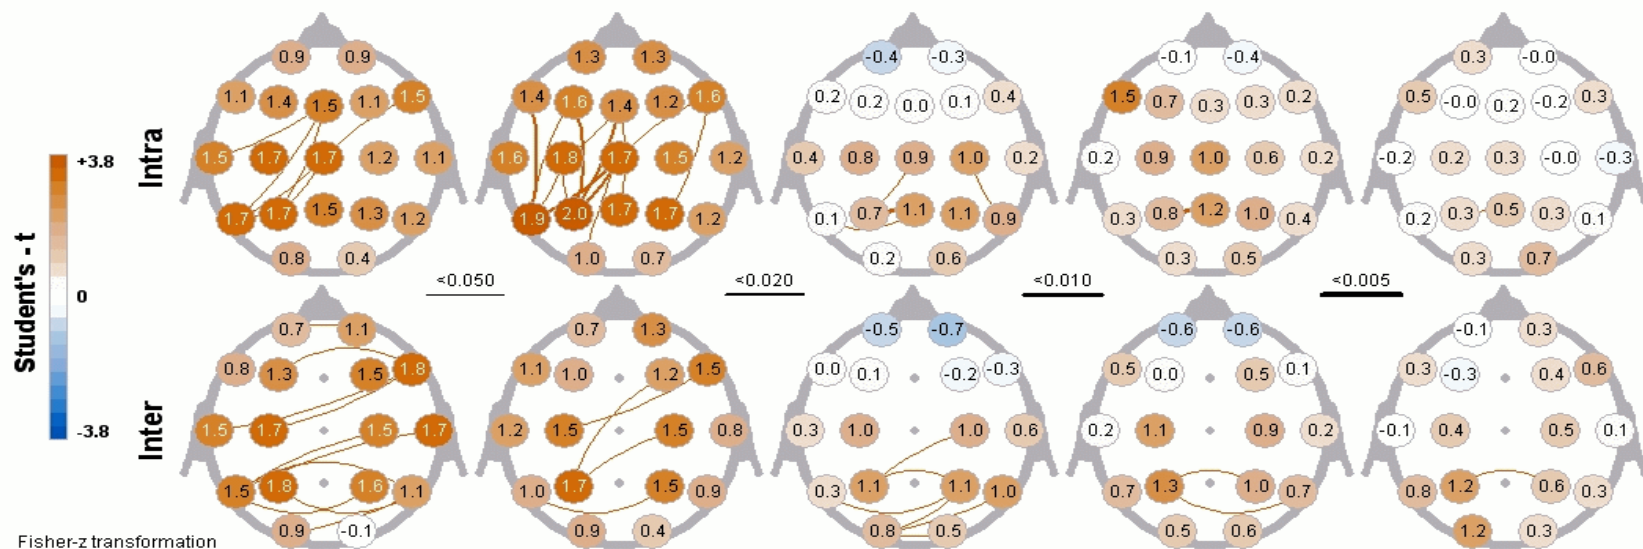 0.9 0.9 1.3 1.3 -0.4 -0.3 -0.1 -0.4 0.3 -0.0
1.1 1.4 1.5 1.1 1.5 1.4 1.6 1.4 1.2 1.6 0.2 0.2 0.0 0.1 0.4 1.5 0.7 0.3 0.3 0.2 0.5 -0.0 0.2 -0.2 0.3
Intra
+3.8
1.5 1.7 1.7 1.2 1.1 1.6 1.8 1.7 1.5 1.2 0.4 0.8 0.9 1.0 0.2 0.2 0.9 1.0 0.6 0.2 -0.2 0.2 0.3 -0.0 -0.3
1.7 1.7 1.5 1.3 1.2 1.9 2.0 1.7 1.7 1.2 0.1 0.7 1.1 1.1 0.9 0.3 0.8 1.2 1.0 0.4 0.2 0.3 0.5 0.3 0.1
0.8 0.4 1.0 0.7 0.2 0.6 0.3 0.5 0.3 0.7
<0.050 <0.020 <0.010 <0.005
Student's - t
0
0.7 1.1 0.7 1.3 -0.5 -0.7 -0.6 -0.6 -0.1 0.3
0.8 1.3 1.5 1.8 1.1 1.0 1.2 1.5 0.0 0.1 -0.2 -0.3 0.5 0.0 0.5 0.1 0.3 -0.3 0.4 0.6
Inter
-3.8
1.5 1.7 1.5 1.7 1.2 1.5 1.5 0.8 0.3 1.0 1.0 0.6 0.2 1.1 0.9 0.2 -0.1 0.4 0.5 0.1
1.5 1.8 1.6 1.1 1.0 1.7 1.5 0.9 0.3 1.1 1.1 1.0 0.7 1.3 1.0 0.7 0.8 1.2 0.6 0.3
0.9 -0.1 0.9 0.4 0.8 0.5 0.5 0.6 1.2 0.3
Fisher-z transformation